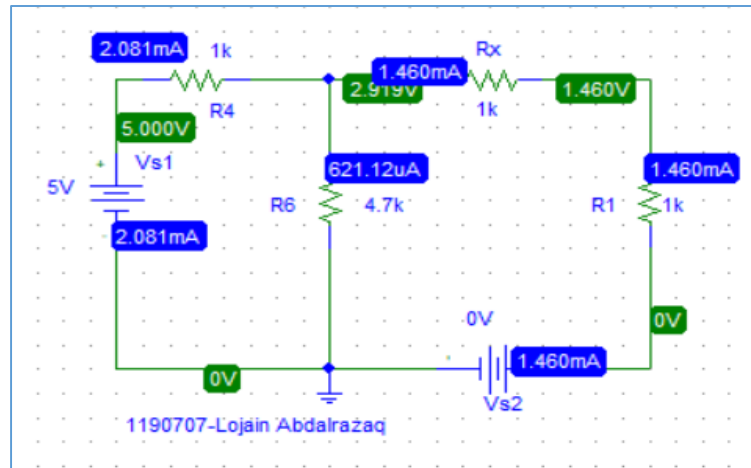 2.081mA 1k Rx
1.460mA
2.919V 1.460V
R4 1k
5.000V
+ Vs1 621.12uA 1.460mA
5V
R6 4.7k R1 1k
2.081mA
0V 0V
0V 1.460mA
Vs2
1190707-Lojain Abdalrazaq